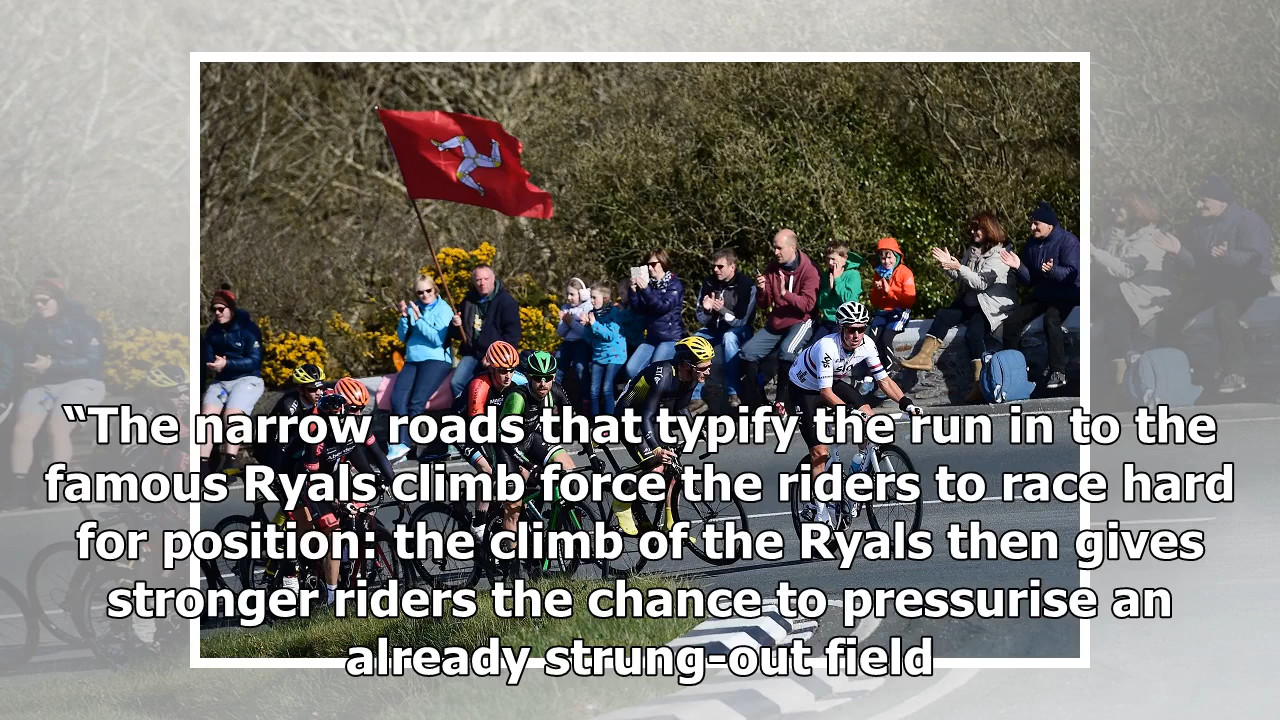 “The narrow roads that typify the run in to the
famous Ryals climb force the riders to race hard
for position: the climb of the Ryals then gives
stronger riders the chance to pressurise an
already strung-out field
sky